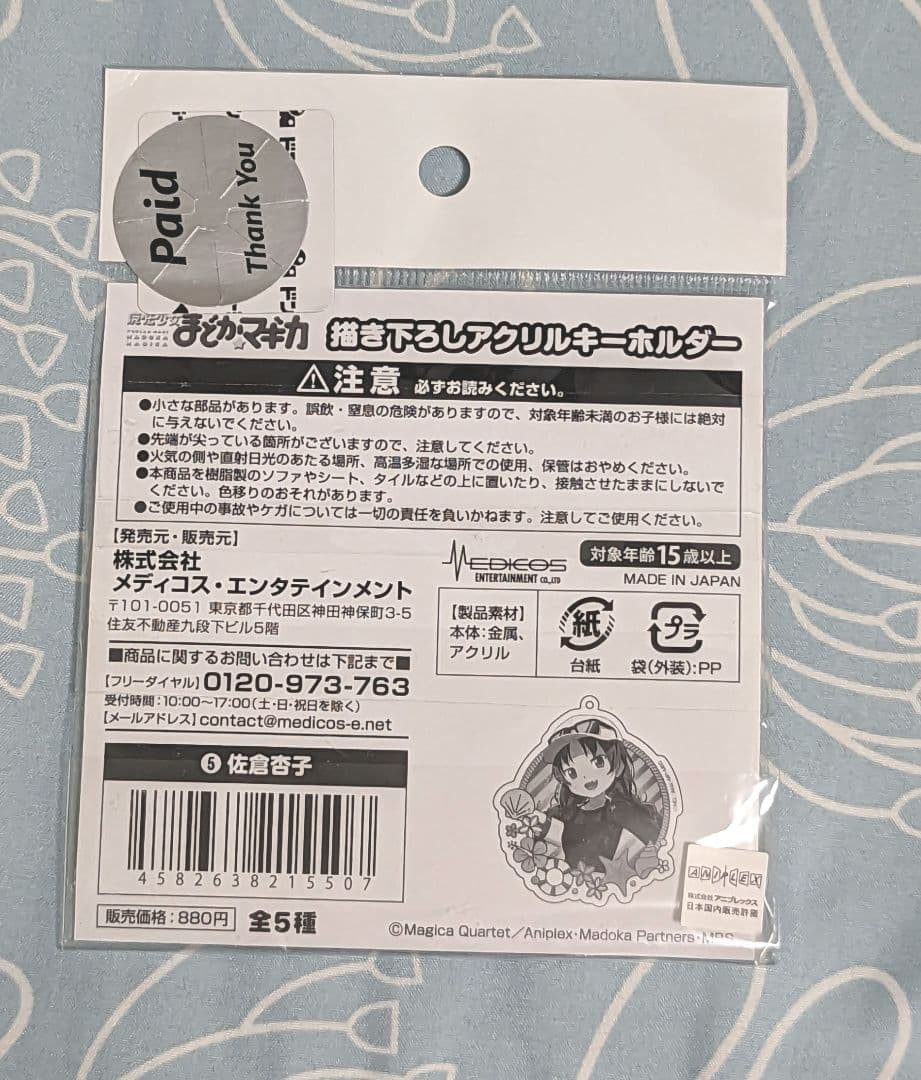 Paid
Thank You
魔法少女
まどか☆マギカ
PUELLA MAGI
MADOKA
MAGICA
描き下ろしアクリルキーホルダー
注意 必ずお読みください。
●小さな部品があります。誤飲・窒息の危険がありますので、対象年齢未満のお子様には絶対
に与えないでください。
●先端が尖っている箇所がございますので、注意してください。
●火気の側や直射日光のあたる場所、高温多湿な場所での使用、保管はおやめください。
●本商品を樹脂製のソファやシート、タイルなどの上に置いたり、接触させたままにしないで
ください。色移りのおそれがあります。
●ご使用中の事故やケガについては一切の責任を負いかねます。注意してご使用ください。
【発売元・販売元】
株式会社
メディコス・エンタテインメント
〒101-0051 東京都千代田区神田神保町3-5
住友不動産九段下ビル5階
■商品に関するお問い合わせは下記まで■
【フリーダイヤル】0120-973-763
受付時間：10:00～17:00（土・日・祝日を除く）
【メールアドレス】contact@medicos-e.net
MEDICOS
ENTERTAINMENT CO.,LTD
対象年齢15歳以上
MADE IN JAPAN
【製品素材】
本体：金属、
アクリル
紙
台紙
プラ
袋（外装）：PP
❺ 佐倉杏子
4582638215507
販売価格：880円
全5種
ANIPLEX
株式会社アニプレックス
日本国内販売許諾
©Magica Quartet／Aniplex・Madoka Partners・MBS